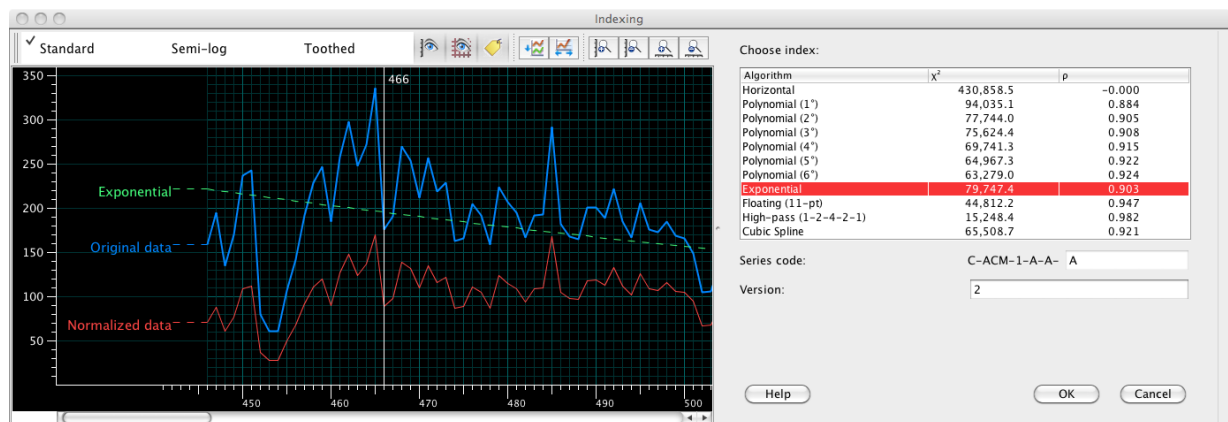 Indexing
Standard Semi-log Toothed
Choose index:
350
300
250
200
150
100
50
466
Exponential
Original data
Normalized data
450 460 470 480 490 500
Algorithm χ² ρ
Horizontal 430,858.5 -0.000
Polynomial (1°) 94,035.1 0.884
Polynomial (2°) 77,744.0 0.905
Polynomial (3°) 75,624.4 0.908
Polynomial (4°) 69,741.3 0.915
Polynomial (5°) 64,967.3 0.922
Polynomial (6°) 63,279.0 0.924
Exponential 79,747.4 0.903
Floating (11-pt) 44,812.2 0.947
High-pass (1-2-4-2-1) 15,248.4 0.982
Cubic Spline 65,508.7 0.921
Series code: C-ACM-1-A-A- A
Version: 2
Help OK Cancel